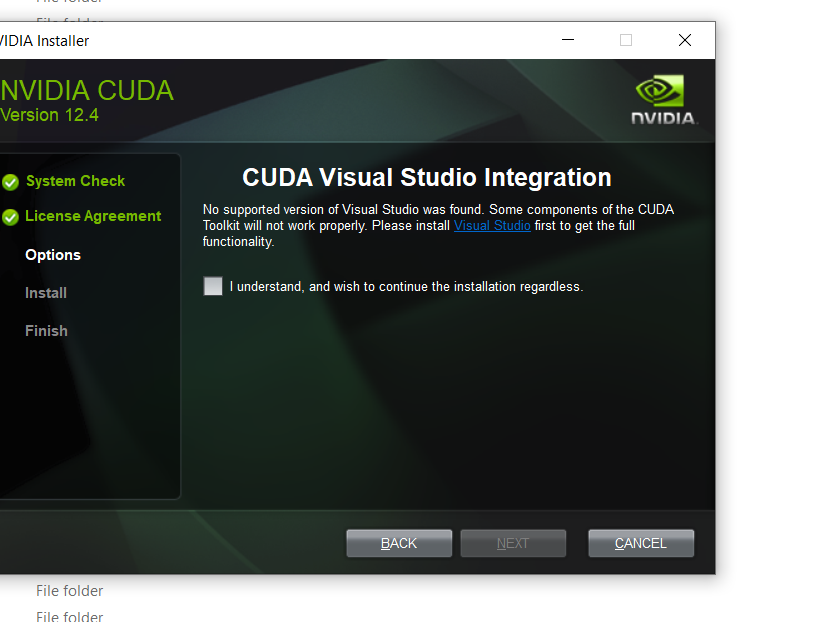 File folder
File folder
VIDIA Installer
NVIDIA CUDA
Version 12.4
NVIDIA.
System Check
License Agreement
Options
Install
Finish
CUDA Visual Studio Integration
No supported version of Visual Studio was found. Some components of the CUDA
Toolkit will not work properly. Please install Visual Studio first to get the full
functionality.
I understand, and wish to continue the installation regardless.
BACK
NEXT
CANCEL
File folder
File folder